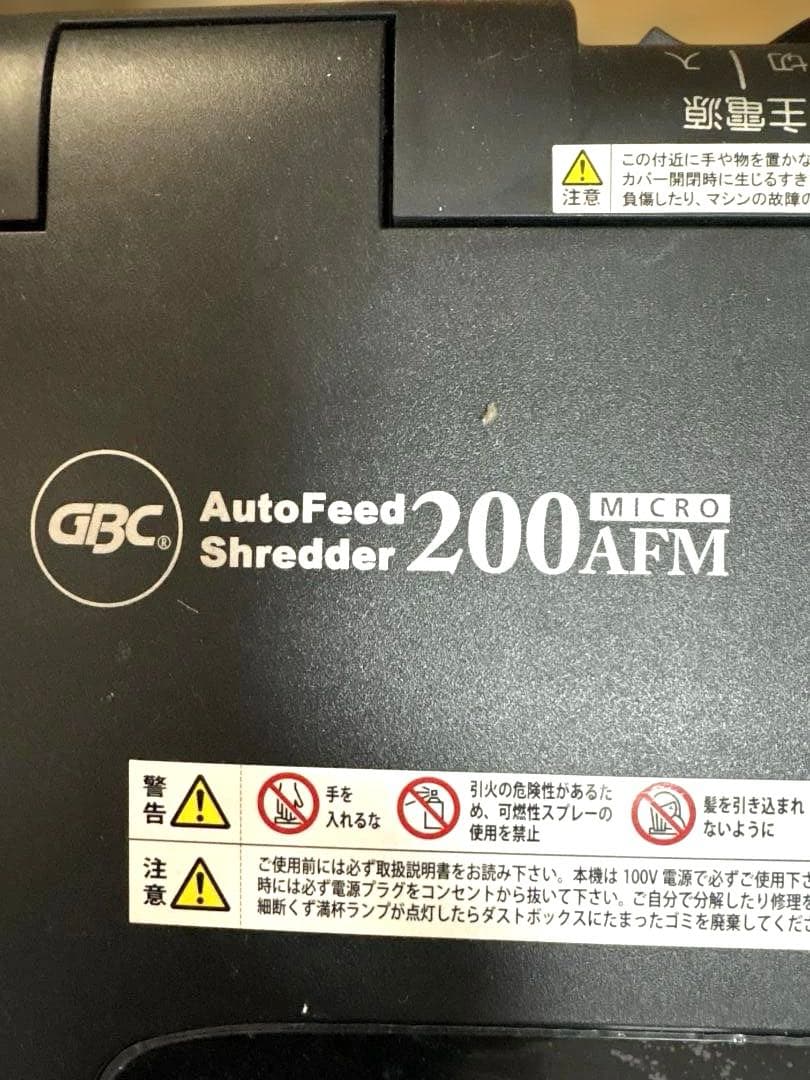 切 | 入
主電源
注意
この付近に手や物を置かな
カバー開閉時に生じるすき
負傷したり、マシンの故障の
GBC®
AutoFeed
Shredder
200
MICRO
AFM
警告
手を
入れるな
引火の危険性があるた
め、可燃性スプレーの
使用を禁止
髪を引き込まれ
ないように
注意
ご使用前には必ず取扱説明書をお読み下さい。本機は 100V 電源で必ずご使用下さ
時には必ず電源プラグをコンセントから抜いて下さい。ご自分で分解したり修理を
細断くず満杯ランプが点灯したらダストボックスにたまったゴミを廃棄してくださ